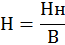 Н = Нн / В